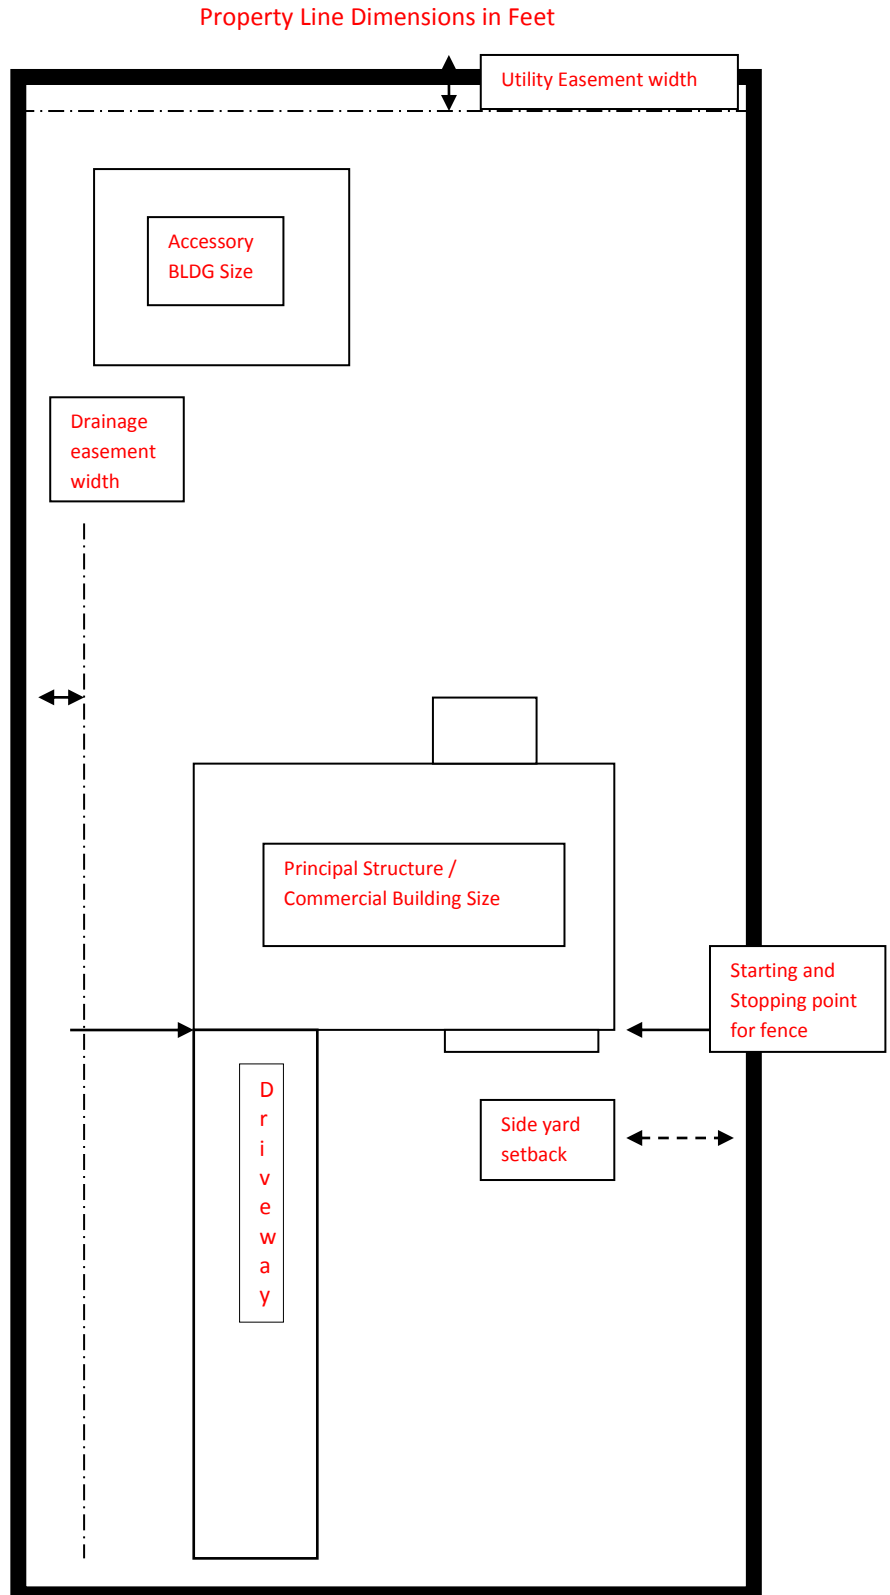 Property Line Dimensions in Feet
Utility Easement width
Accessory
BLDG Size
Drainage
easement
width
Principal Structure /
Commercial Building Size
Starting and
Stopping point
for fence
D
r
i
v
e
w
a
y
Side yard
setback